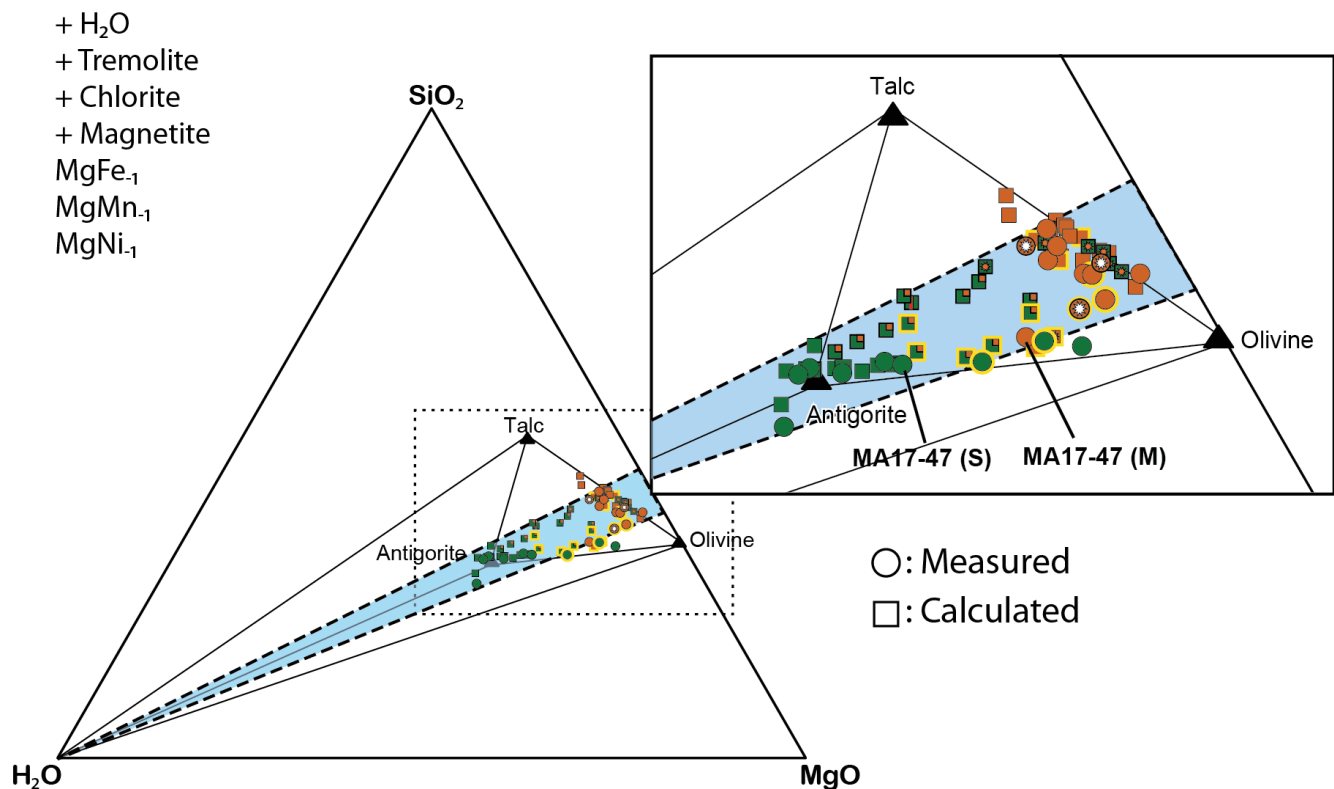 + H₂O
+ Tremolite
+ Chlorite
+ Magnetite
MgFe₋₁
MgMn₋₁
MgNi₋₁
SiO₂
Talc
Olivine
Antigorite
MA17-47 (S)
MA17-47 (M)
Talc
Antigorite
Olivine
: Measured
: Calculated
H₂O
MgO